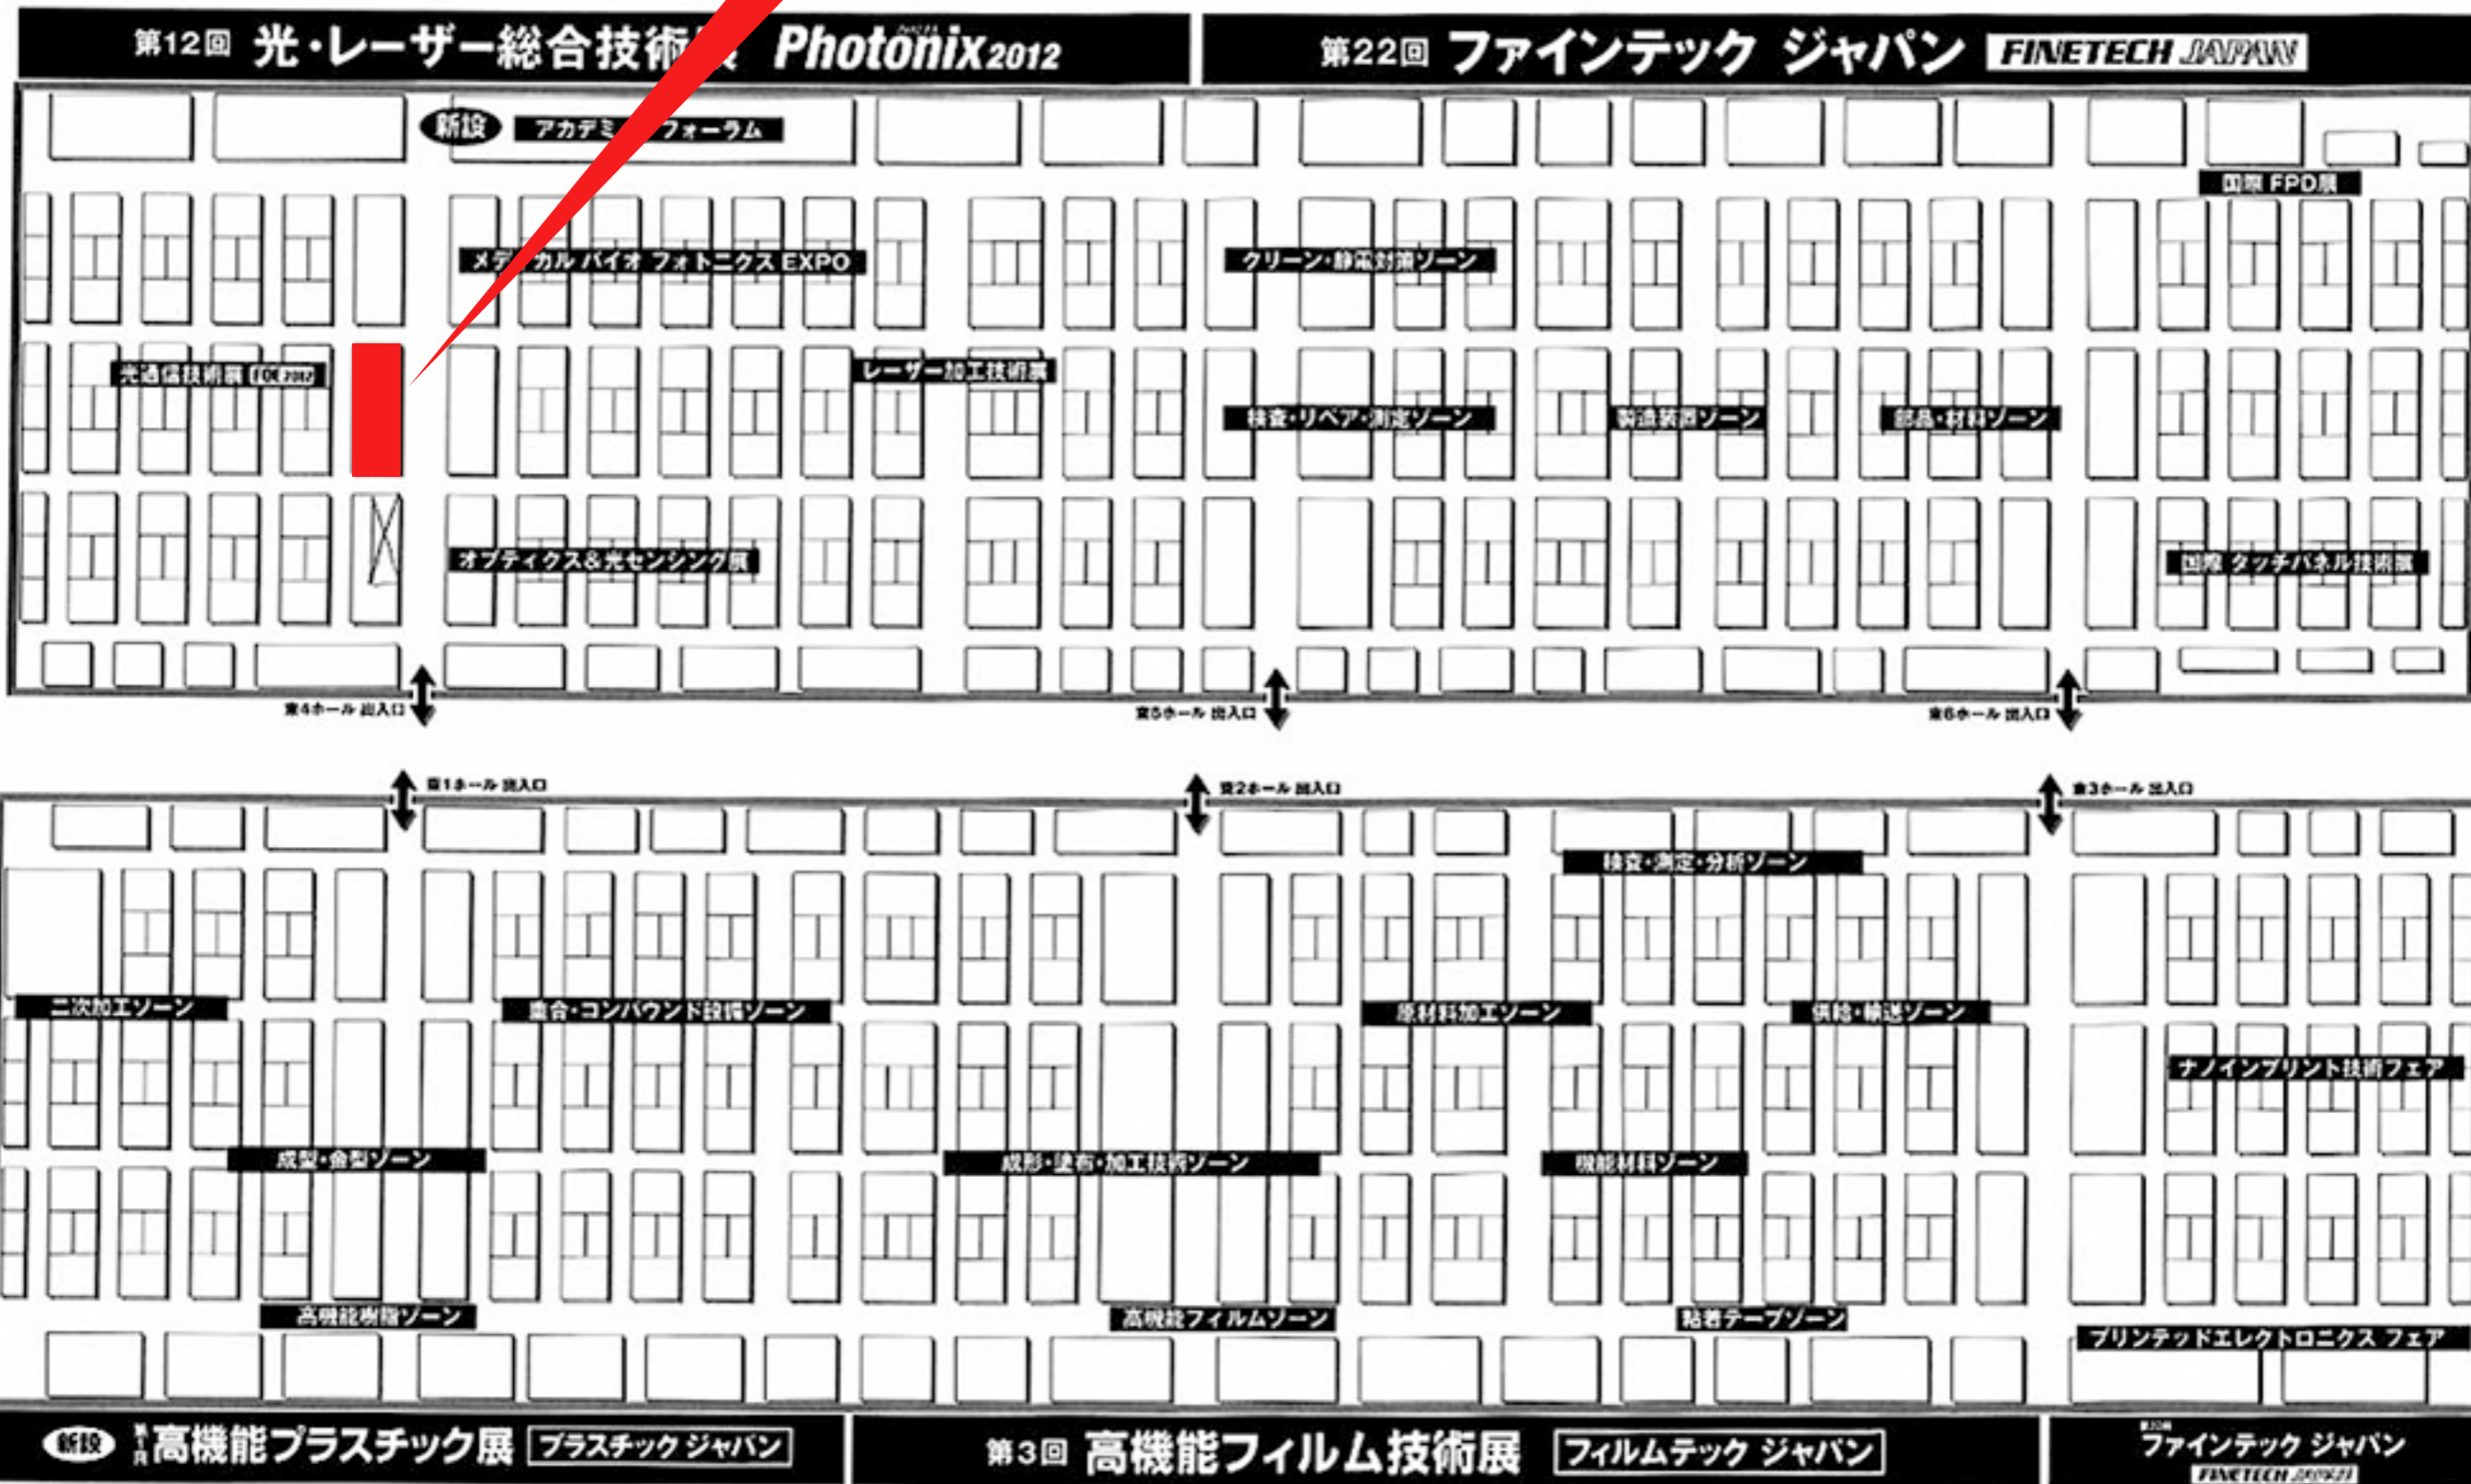 第12回 光・レーザー総合技術展 Photonix2012
第22回 ファインテック ジャパン FINETECH JAPAN
新設 アカデミ フォーラム
国際 FPD展
メディカル バイオ フォトニクス EXPO
クリーン・静電対策ゾーン
光通信技術展 FOE2012
レーザー加工技術展
検査・リペア・測定ゾーン
製造装置ゾーン
部品・材料ゾーン
オプティクス&光センシング展
国際 タッチパネル技術展
東4ホール 出入口
東5ホール 出入口
東6ホール 出入口
東1ホール 出入口
東2ホール 出入口
東3ホール 出入口
検査・測定・分析ゾーン
二次加工ゾーン
重合・コンパウンド設備ゾーン
原材料加工ゾーン
供給・輸送ゾーン
ナノインプリント技術フェア
成型・金型ゾーン
成形・塗布・加工技術ゾーン
機能材料ゾーン
高機能樹脂ゾーン
高機能フィルムゾーン
粘着テープゾーン
プリンテッドエレクトロニクス フェア
新設 第1回 高機能プラスチック展 プラスチック ジャパン
第3回 高機能フィルム技術展 フィルムテック ジャパン
第22回
ファインテック ジャパン
FINETECH JAPAN